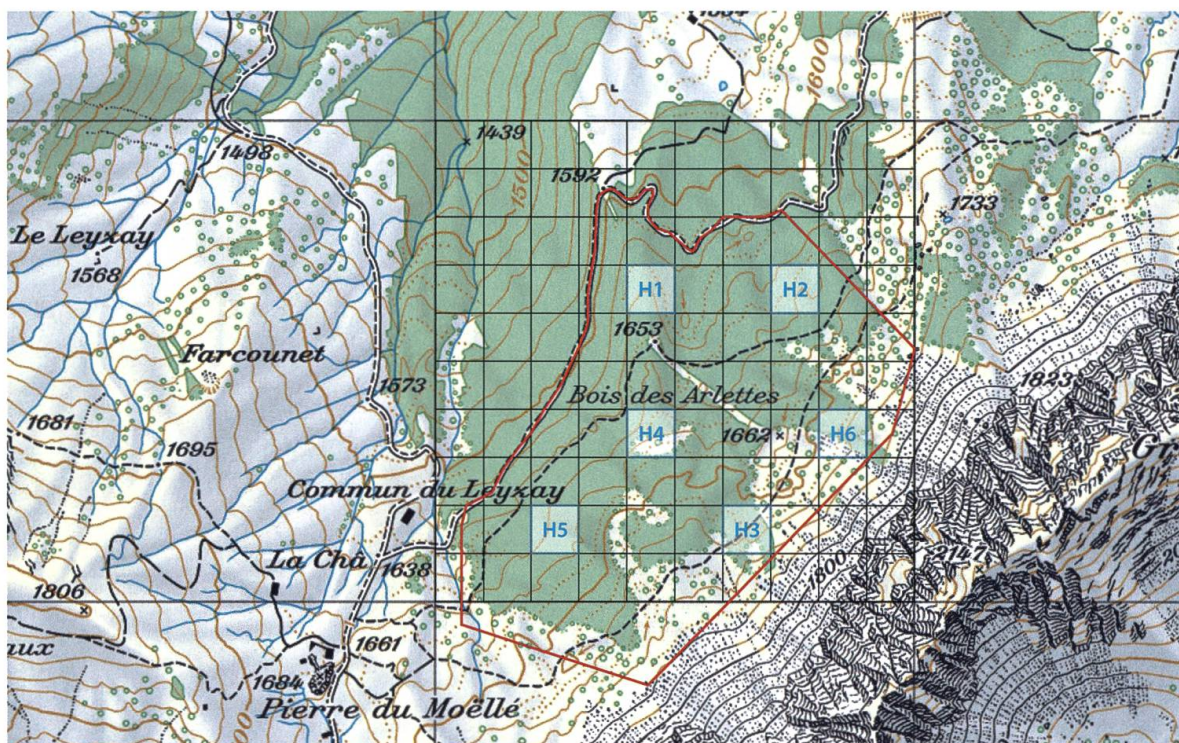 1600
1439
1498
1592
1500
1733
Le Leyxay
1568
H1
H2
1653
Farcounet
1823
1573
Bois des Arlettes
1681
1695
1662
H4
H6
Commun du Leyxay
H5
H3
La Cha
1638
1800
2147
1806
aux
1661
1684
Pierre du Moëllé